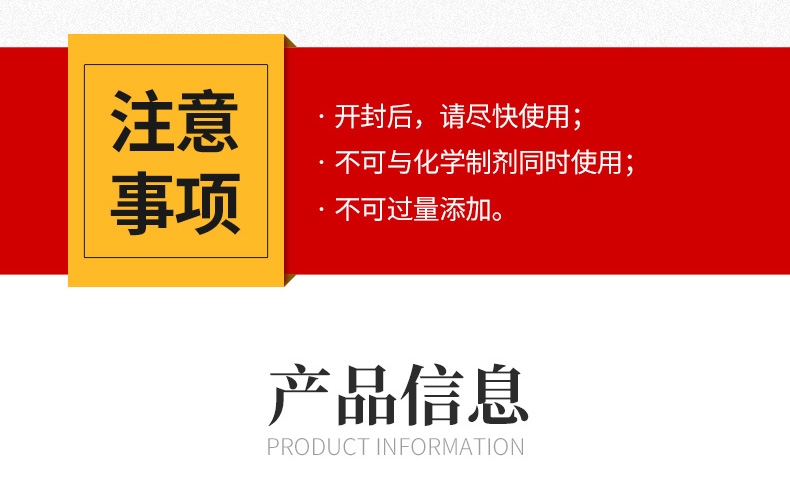 注意
事项
· 开封后，请尽快使用；
· 不可与化学制剂同时使用；
· 不可过量添加。
产品信息
PRODUCT INFORMATION